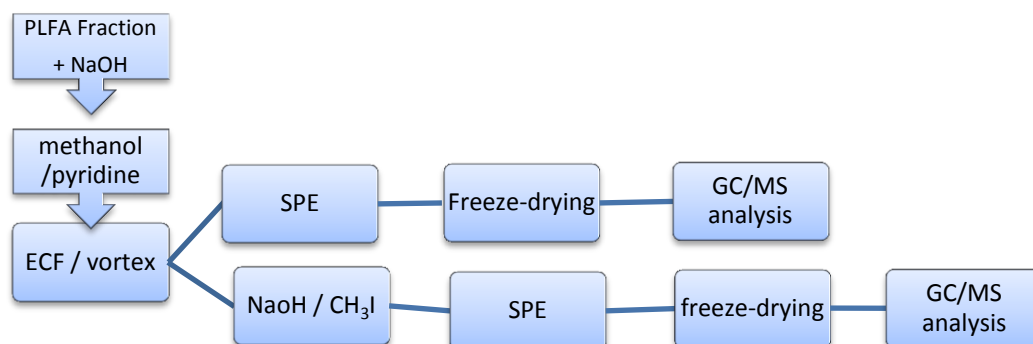 PLFA Fraction
+ NaOH
methanol
/pyridine
ECF / vortex
SPE
Freeze-drying
GC/MS
analysis
NaoH / CH₃I
SPE
freeze-drying
GC/MS
analysis